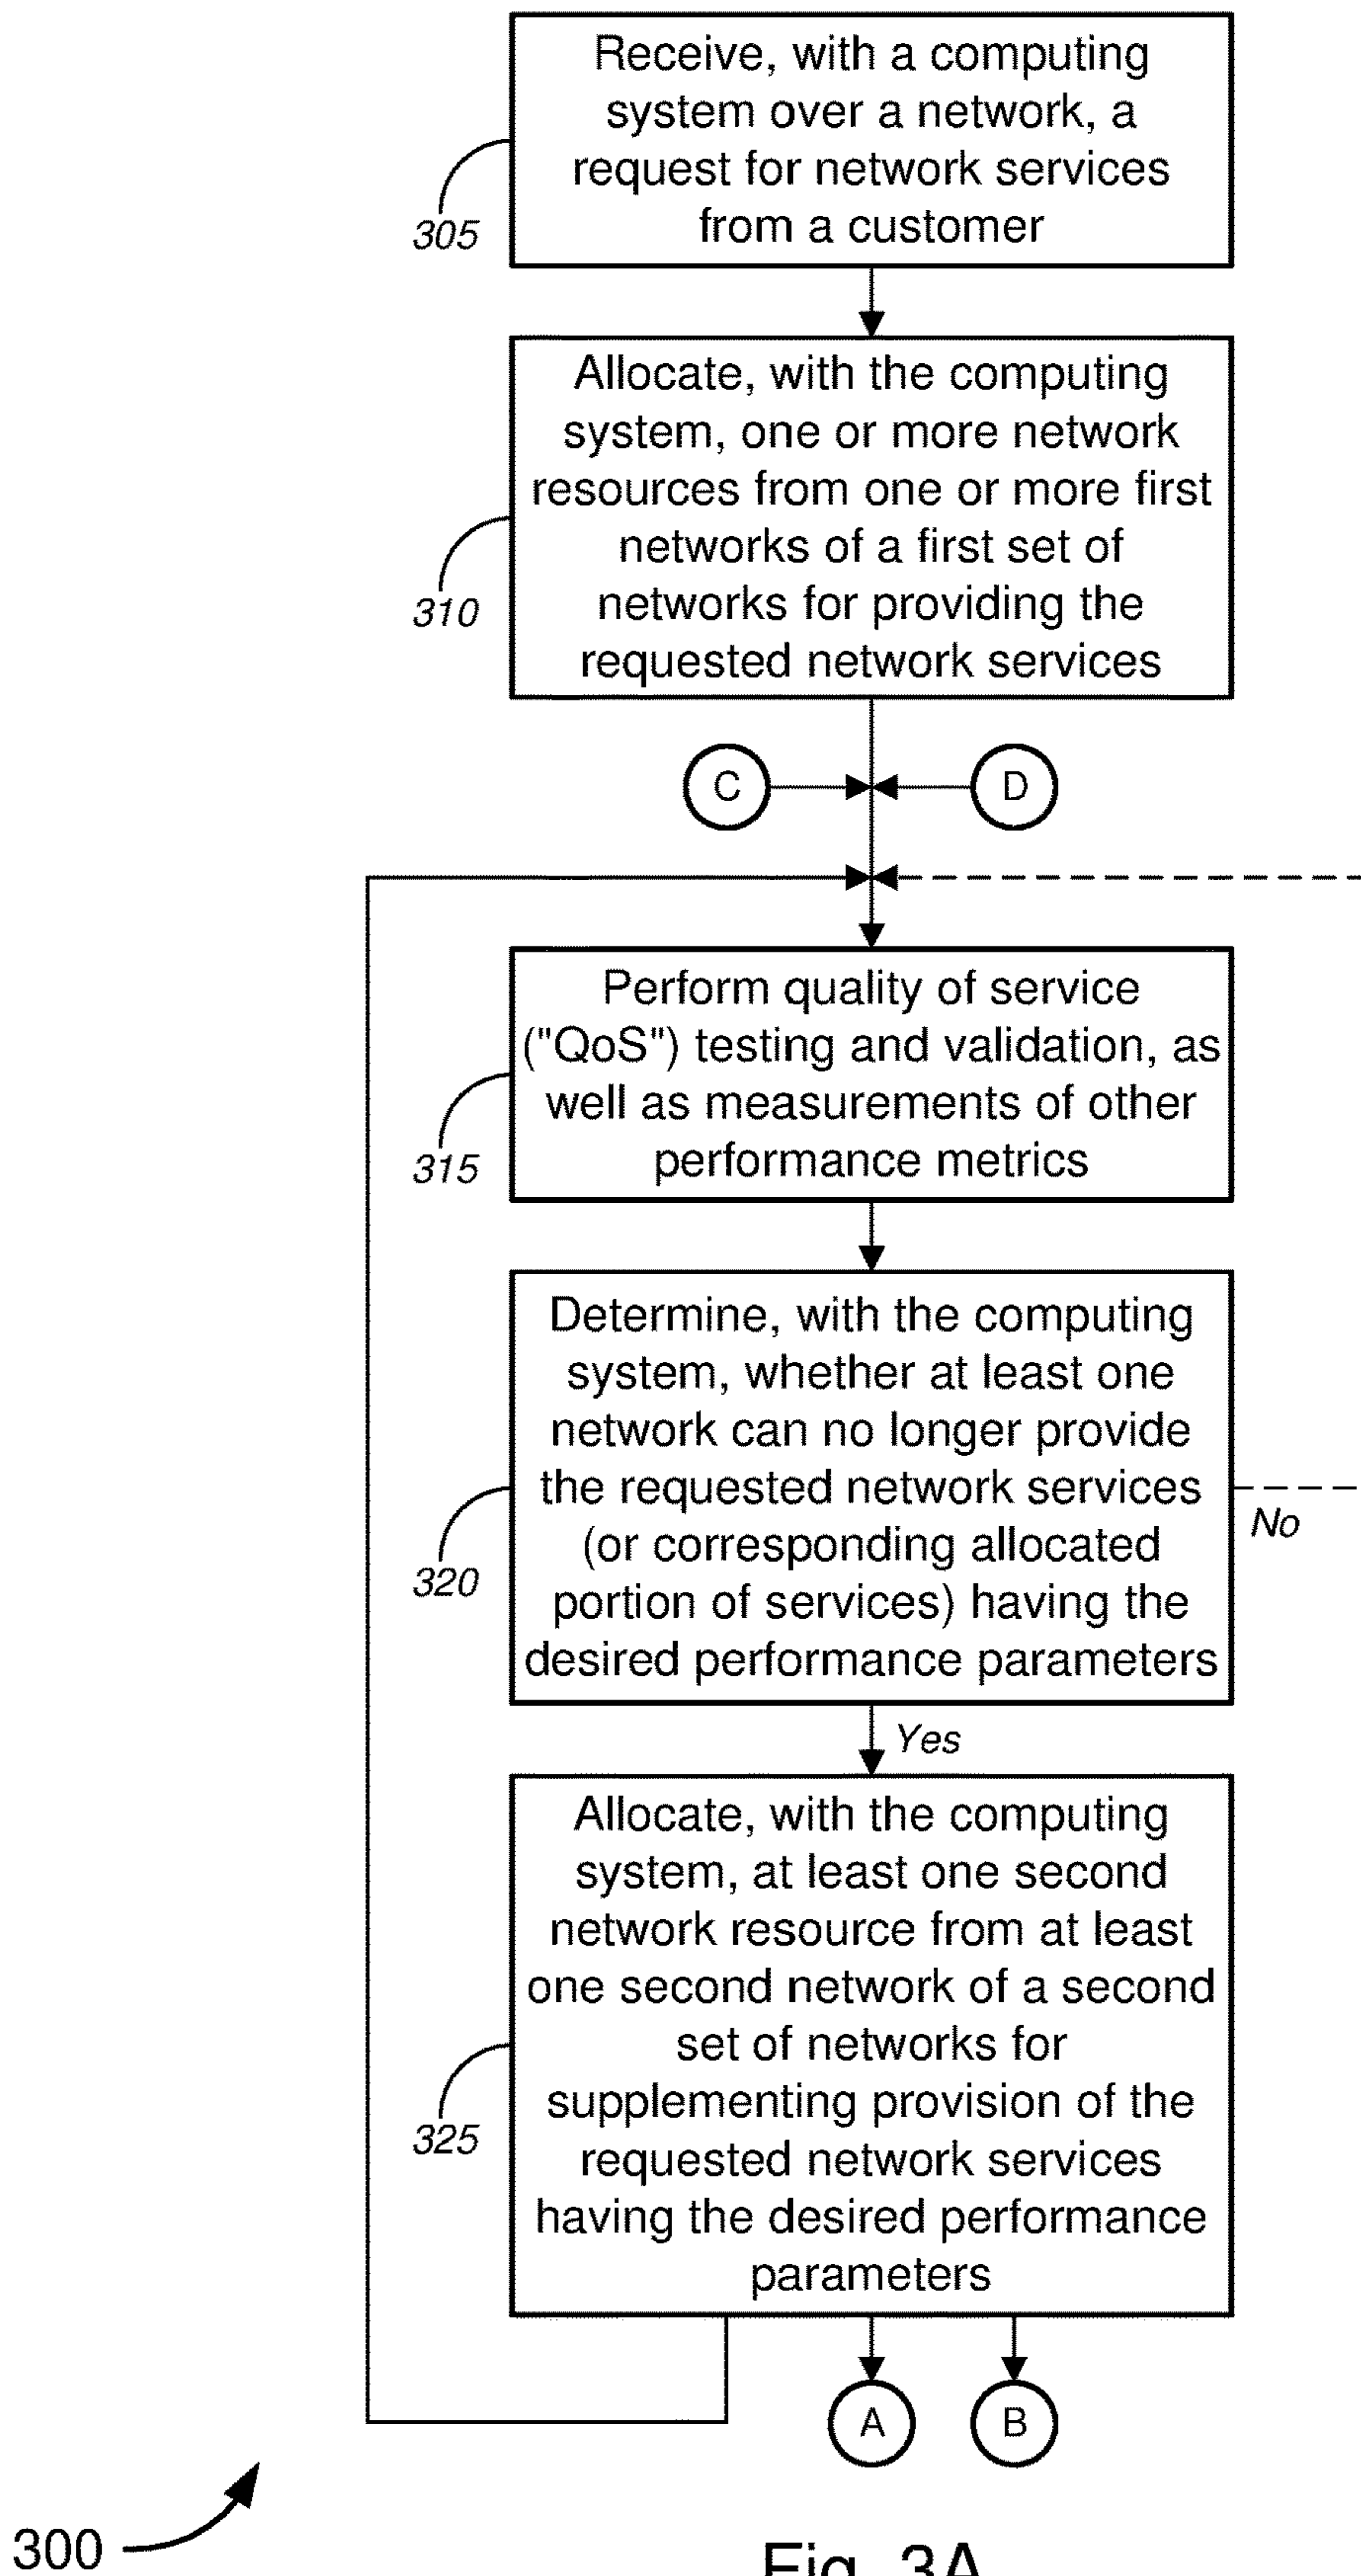 Receive, with a computing
system over a network, a
request for network services
from a customer
305
Allocate, with the computing
system, one or more network
resources from one or more first
networks of a first set of
networks for providing the
requested network services
310
C
D
Perform quality of service
("QoS") testing and validation, as
well as measurements of other
performance metrics
315
Determine, with the computing
system, whether at least one
network can no longer provide
the requested network services
(or corresponding allocated
portion of services) having the
desired performance parameters
320
No
Yes
Allocate, with the computing
system, at least one second
network resource from at least
one second network of a second
set of networks for
supplementing provision of the
requested network services
having the desired performance
parameters
325
A
B
300
Fig. 3A